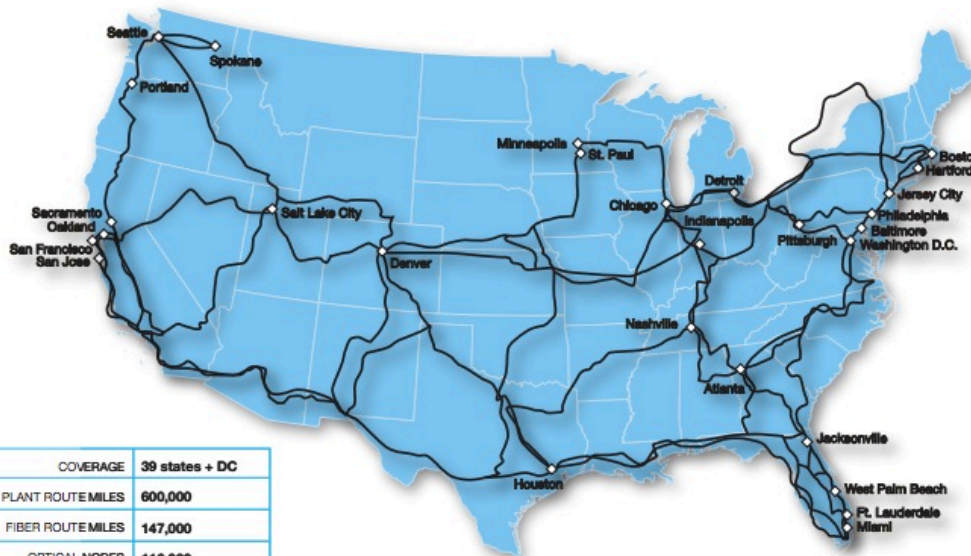 Seattle
Spokane
Portland
Minneapolis
St. Paul
Boston
Hartford
Detroit
Jersey City
Chicago
Sacramento
Salt Lake City
Oakland
Indianapolis
Philadelphia
Pittsburgh
Baltimore
San Francisco
Washington D.C.
San Jose
Denver
Nashville
Atlanta
Jacksonville
Houston
West Palm Beach
Ft. Lauderdale
Miami
COVERAGE 39 states + DC
PLANT ROUTE MILES 600,000
FIBER ROUTE MILES 147,000